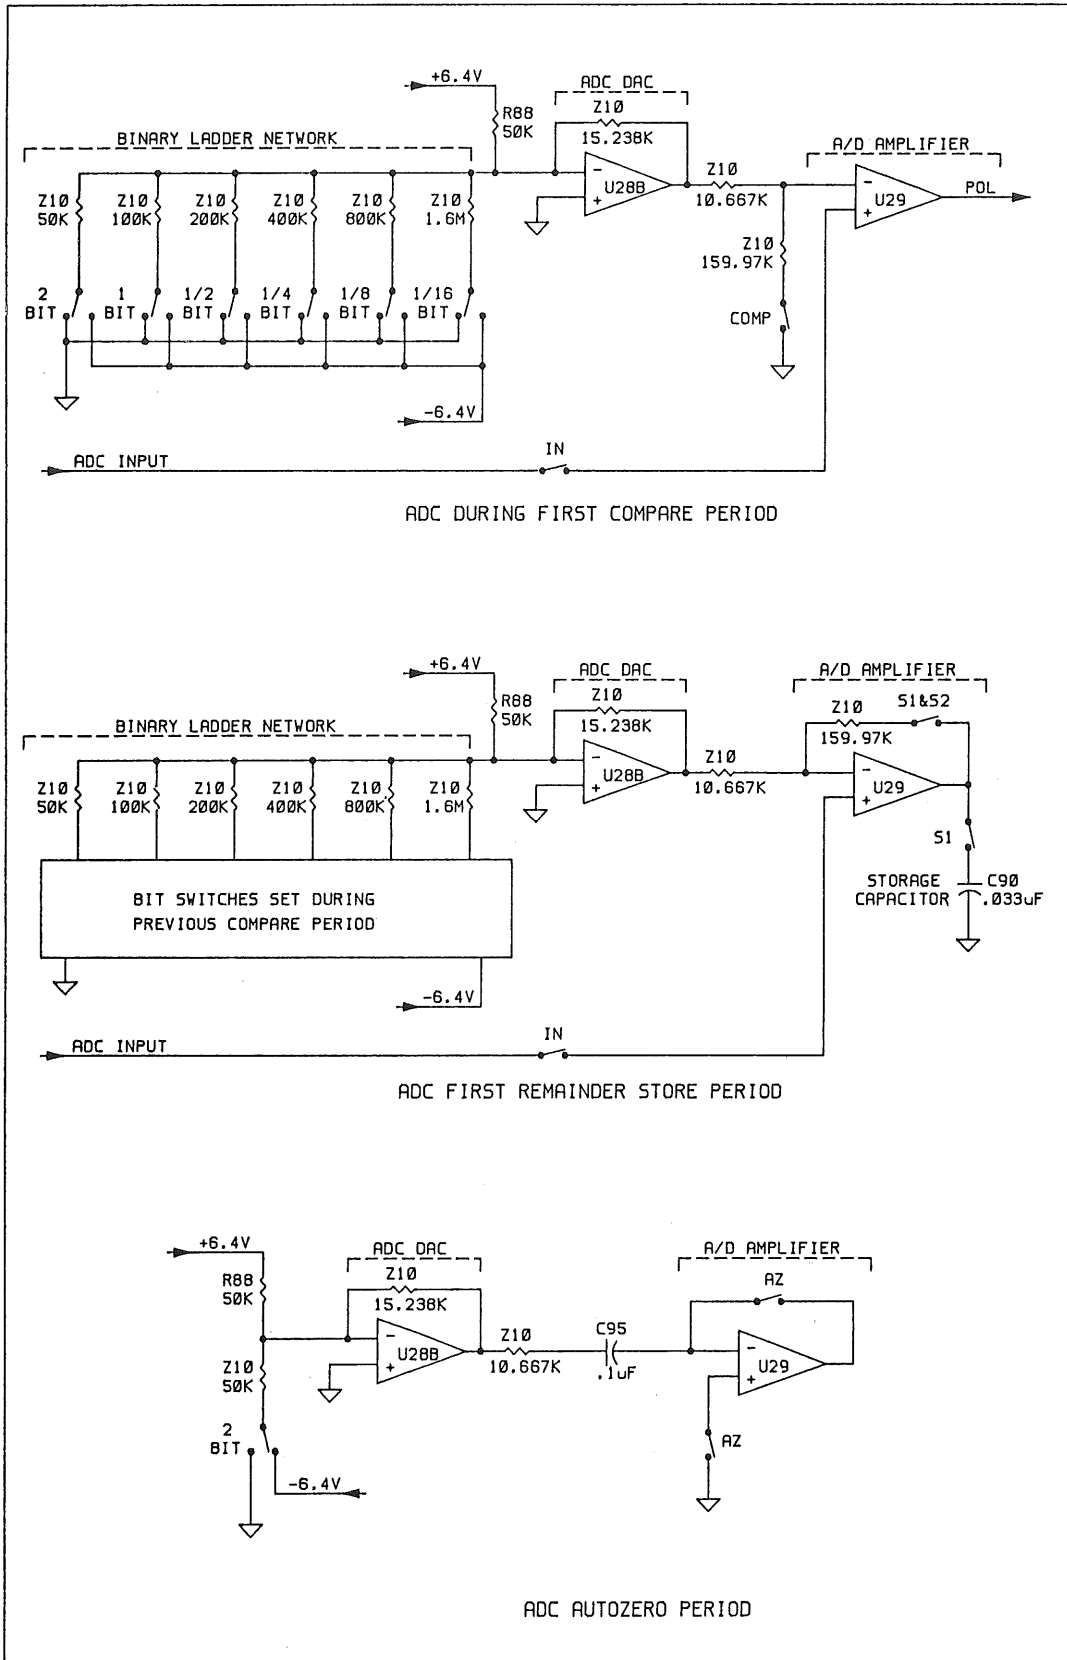 +6.4V
R88
50K
ADC DAC
Z10
15.238K
BINARY LADDER NETWORK
A/D AMPLIFIER
Z10
50K
Z10
100K
Z10
200K
Z10
400K
Z10
800K
Z10
1.6M
-
+
U28B
Z10
10.667K
-
+
U29
POL
Z10
159.97K
2
BIT
1
BIT
1/2
BIT
1/4
BIT
1/8
BIT
1/16
BIT
COMP
-6.4V
ADC INPUT
IN
ADC DURING FIRST COMPARE PERIOD
+6.4V
R88
50K
ADC DAC
Z10
15.238K
A/D AMPLIFIER
Z10
159.97K
S1&S2
BINARY LADDER NETWORK
Z10
50K
Z10
100K
Z10
200K
Z10
400K
Z10
800K
Z10
1.6M
-
+
U28B
Z10
10.667K
-
+
U29
S1
BIT SWITCHES SET DURING
PREVIOUS COMPARE PERIOD
STORAGE
CAPACITOR
C90
.033uF
-6.4V
ADC INPUT
IN
ADC FIRST REMAINDER STORE PERIOD
+6.4V
R88
50K
ADC DAC
Z10
15.238K
A/D AMPLIFIER
AZ
-
+
U28B
Z10
10.667K
C95
.1uF
-
+
U29
Z10
50K
2
BIT
-6.4V
AZ
ADC AUTOZERO PERIOD